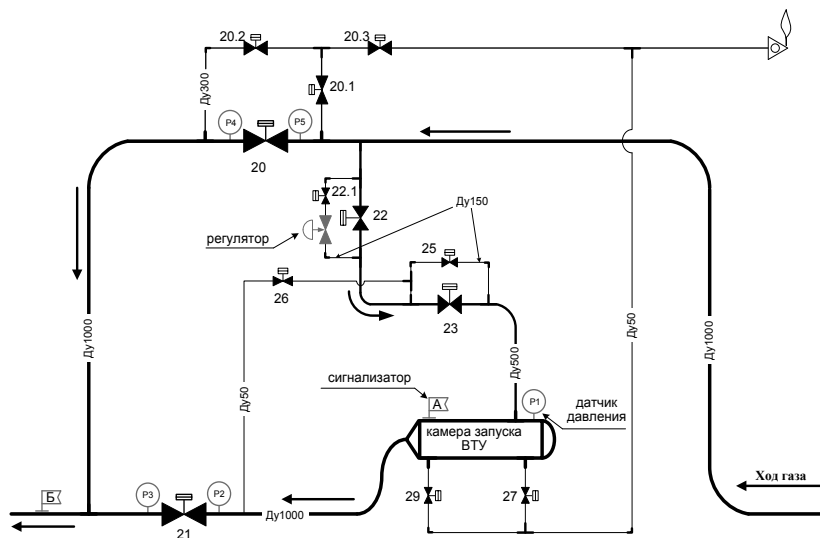 20.2
20.3
Ду300
20.1
P4
P5
20
22.1
22
Ду150
регулятор
25
26
23
Ду1000
Ду50
Ду500
Ду50
Ду1000
сигнализатор
А
P1
датчик
давления
камера запуска
ВТУ
Ход газа
Б
P3
P2
21
Ду1000
29
27